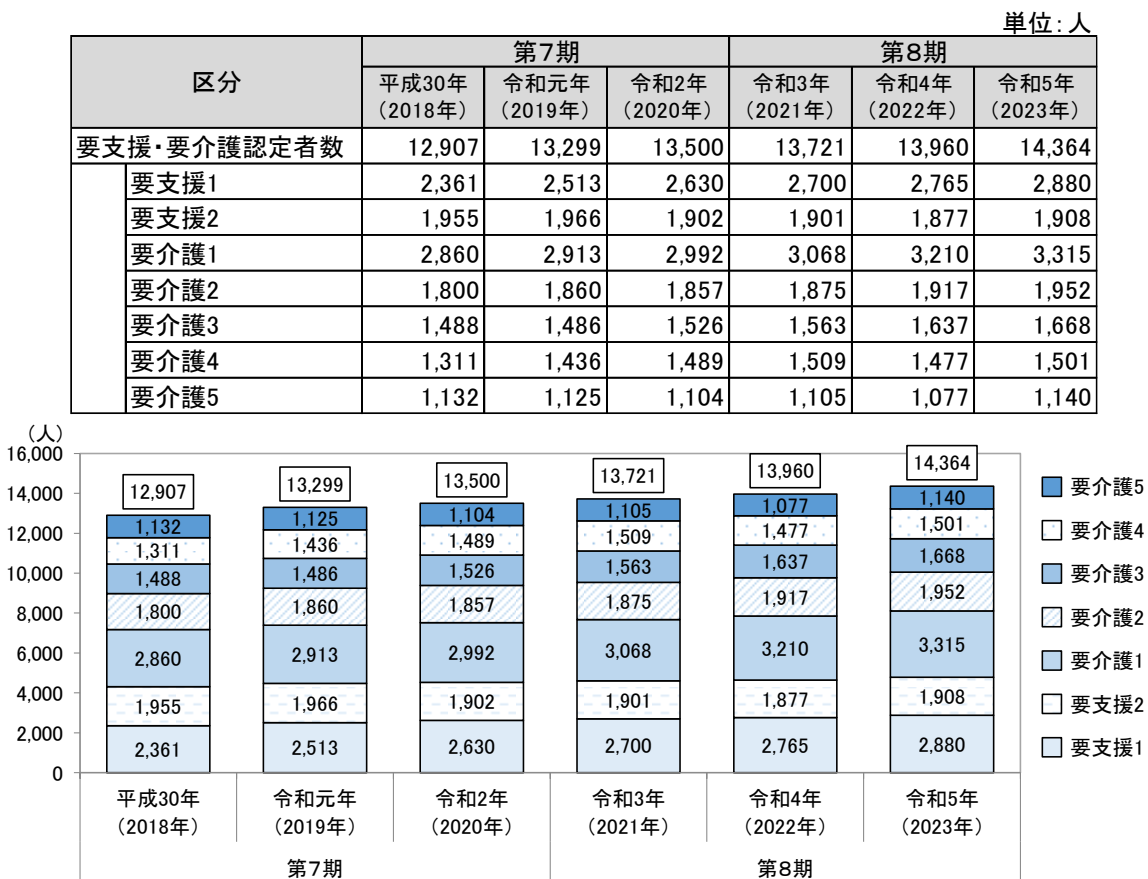 単位：人
区分 第７期 第８期
平成30年 令和元年 令和2年 令和3年 令和4年 令和5年
（2018年） （2019年） （2020年） （2021年） （2022年） （2023年）
要支援・要介護認定者数 12,907 13,299 13,500 13,721 13,960 14,364
要支援1 2,361 2,513 2,630 2,700 2,765 2,880
要支援2 1,955 1,966 1,902 1,901 1,877 1,908
要介護1 2,860 2,913 2,992 3,068 3,210 3,315
要介護2 1,800 1,860 1,857 1,875 1,917 1,952
要介護3 1,488 1,486 1,526 1,563 1,637 1,668
要介護4 1,311 1,436 1,489 1,509 1,477 1,501
要介護5 1,132 1,125 1,104 1,105 1,077 1,140
（人）
16,000
14,000
12,000
10,000
8,000
6,000
4,000
2,000
0
12,907 13,299 13,500 13,721 13,960 14,364
1,132 1,125 1,104 1,105 1,077 1,140
1,311 1,436 1,489 1,509 1,477 1,501
1,488 1,486 1,526 1,563 1,637 1,668
1,800 1,860 1,857 1,875 1,917 1,952
2,860 2,913 2,992 3,068 3,210 3,315
1,955 1,966 1,902 1,901 1,877 1,908
2,361 2,513 2,630 2,700 2,765 2,880
平成30年 令和元年 令和2年 令和3年 令和4年 令和5年
（2018年） （2019年） （2020年） （2021年） （2022年） （2023年）
第７期 第８期
要介護5
要介護4
要介護3
要介護2
要介護1
要支援2
要支援1